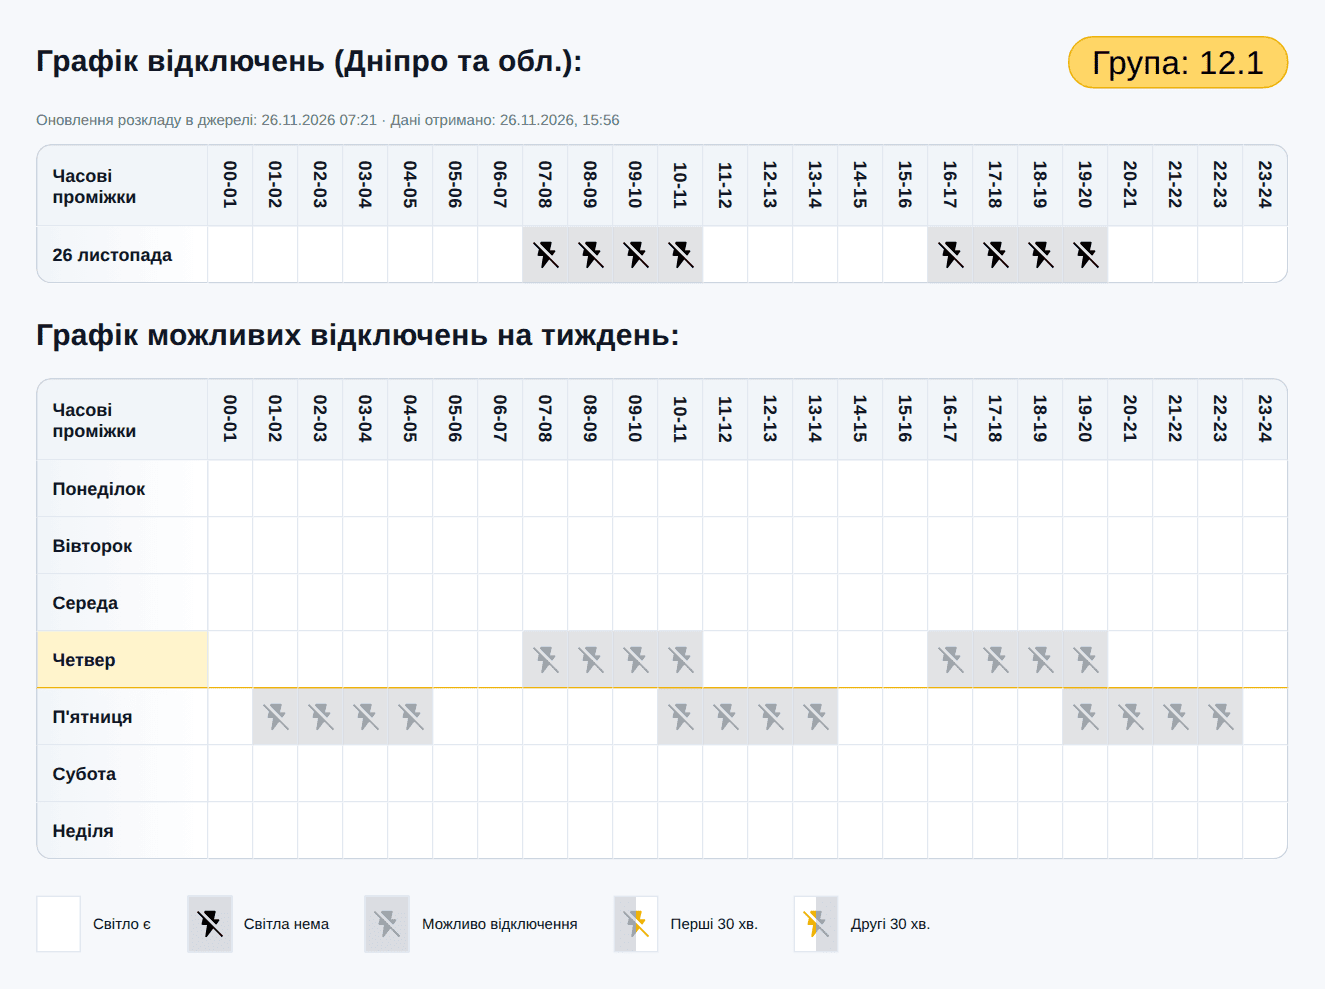 Графік відключень (Дніпро та обл.):
Група: 12.1
Оновлення розкладу в джерелі: 26.11.2026 07:21 · Дані отримано: 26.11.2026, 15:56
Часові проміжки 00-01 01-02 02-03 03-04 04-05 05-06 06-07 07-08 08-09 09-10 10-11 11-12 12-13 13-14 14-15 15-16 16-17 17-18 18-19 19-20 20-21 21-22 22-23 23-24
26 листопада
Графік можливих відключень на тиждень:
Часові проміжки 00-01 01-02 02-03 03-04 04-05 05-06 06-07 07-08 08-09 09-10 10-11 11-12 12-13 13-14 14-15 15-16 16-17 17-18 18-19 19-20 20-21 21-22 22-23 23-24
Понеділок
Вівторок
Середа
Четвер
П'ятниця
Субота
Неділя
Світло є Світла нема Можливо відключення Перші 30 хв. Другі 30 хв.